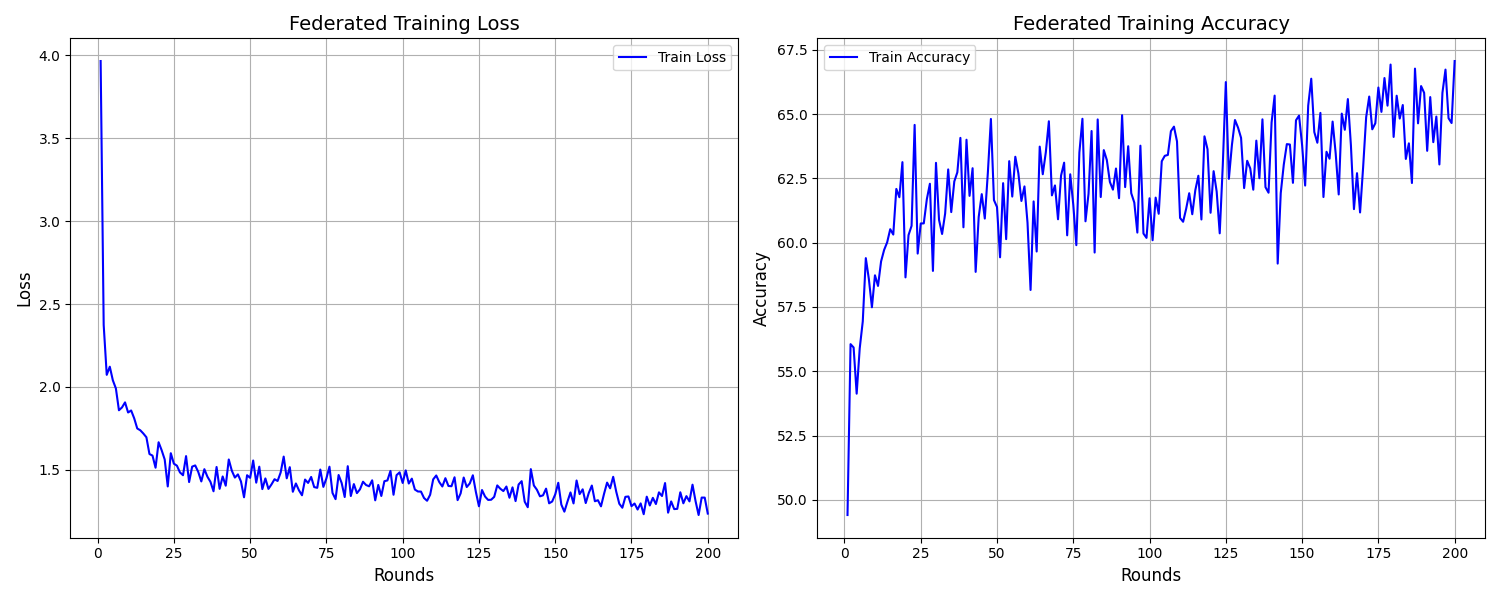 Federated Training Loss
4.0
3.5
3.0
2.5
2.0
1.5
Loss
Train Loss
0 25 50 75 100 125 150 175 200
Rounds
Federated Training Accuracy
67.5
65.0
62.5
60.0
57.5
55.0
52.5
50.0
Accuracy
Train Accuracy
0 25 50 75 100 125 150 175 200
Rounds